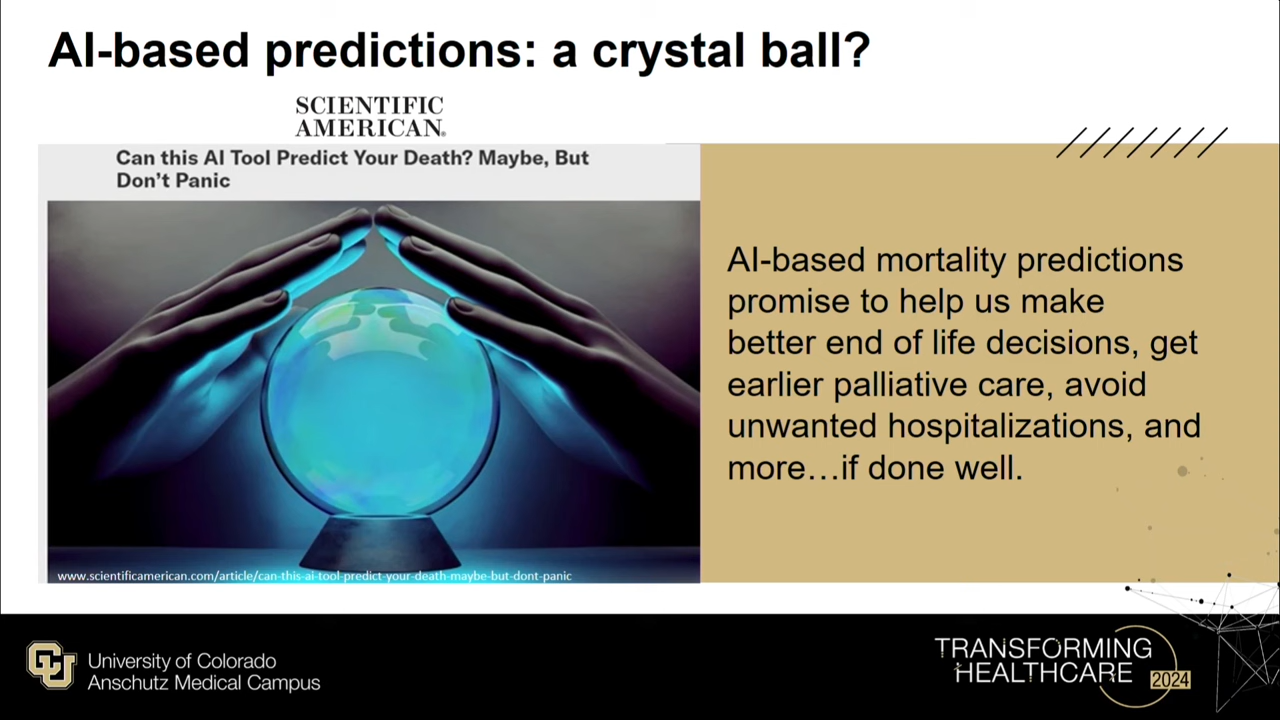 AI-based predictions: a crystal ball?
SCIENTIFIC
AMERICAN®
Can this AI Tool Predict Your Death? Maybe, But
Don't Panic
www.scientificamerican.com/article/can-this-ai-tool-predict-your-death-maybe-but-dont-panic
AI-based mortality predictions
promise to help us make
better end of life decisions, get
earlier palliative care, avoid
unwanted hospitalizations, and
more…if done well.
CU
University of Colorado
Anschutz Medical Campus
TRANSFORMING
HEALTHCARE
2024